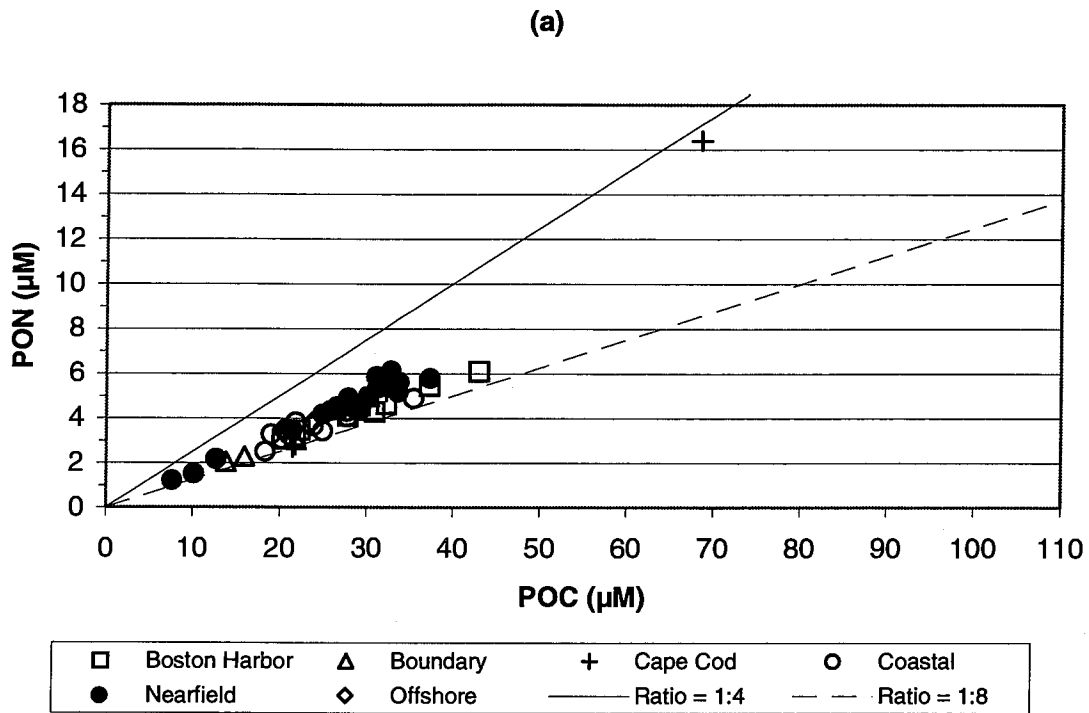 (a)
18
16
14
12
10
8
6
4
2
0
PON (µM)
0 10 20 30 40 50 60 70 80 90 100 110
POC (µM)
Boston Harbor Boundary Cape Cod Coastal
Nearfield Offshore Ratio = 1:4 Ratio = 1:8